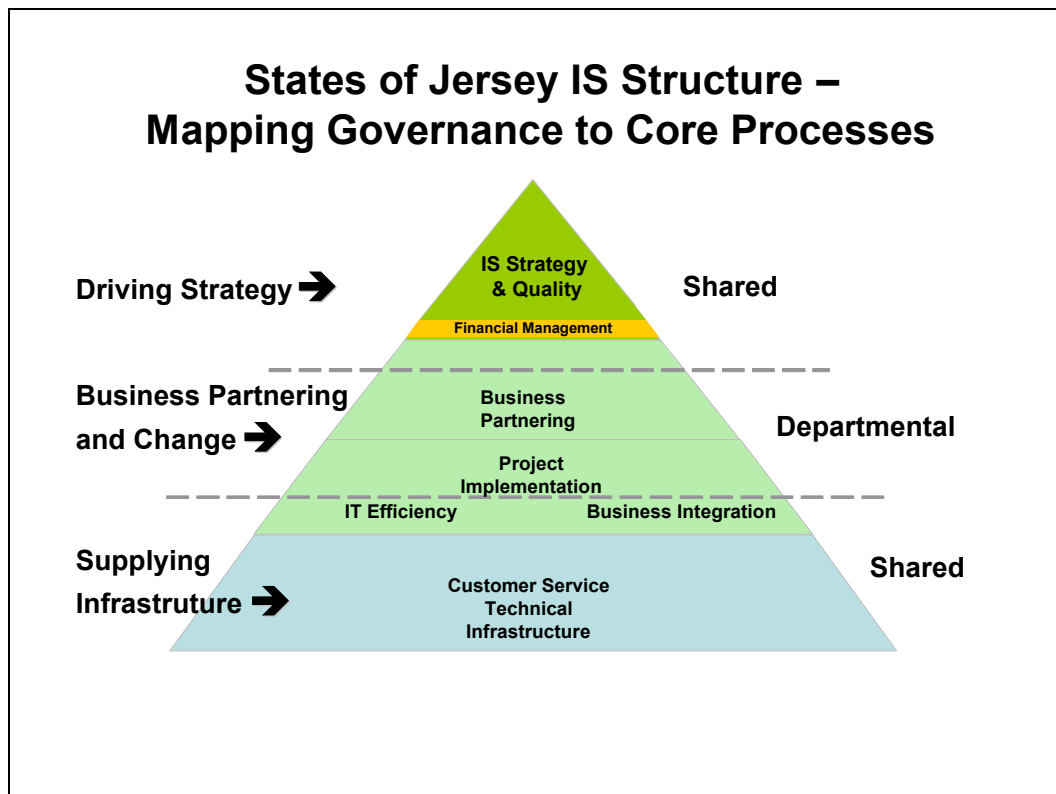 States of Jersey IS Structure –
Mapping Governance to Core Processes
Driving Strategy
IS Strategy
& Quality
Shared
Financial Management
Business Partnering
and Change
Business
Partnering
Departmental
Project
Implementation
IT Efficiency
Business Integration
Supplying
Infrastruture
Customer Service
Technical
Infrastructure
Shared